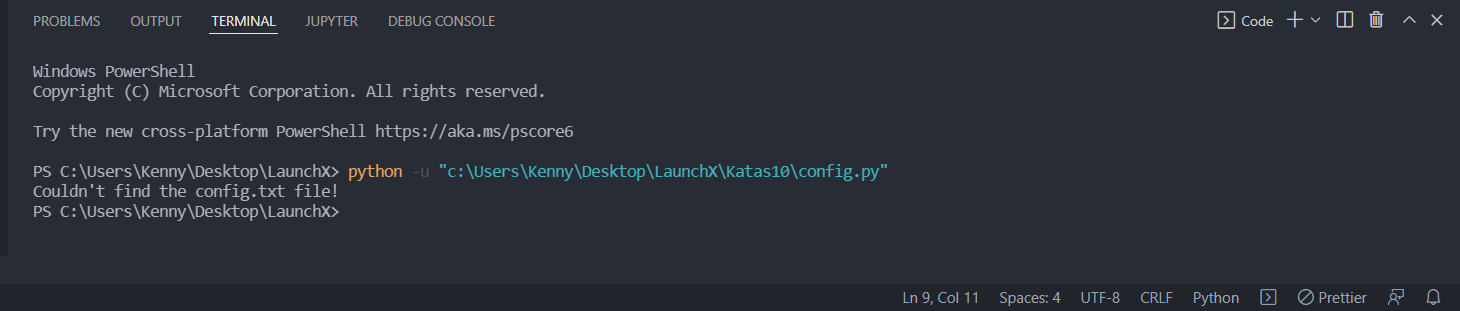 PROBLEMS OUTPUT TERMINAL JUPYTER DEBUG CONSOLE Code
Windows PowerShell
Copyright (C) Microsoft Corporation. All rights reserved.
Try the new cross-platform PowerShell https://aka.ms/pscore6
PS C:\Users\Kenny\Desktop\LaunchX> python -u "c:\Users\Kenny\Desktop\LaunchX\Katas10\config.py"
Couldn't find the config.txt file!
PS C:\Users\Kenny\Desktop\LaunchX>
Ln 9, Col 11 Spaces: 4 UTF-8 CRLF Python Prettier